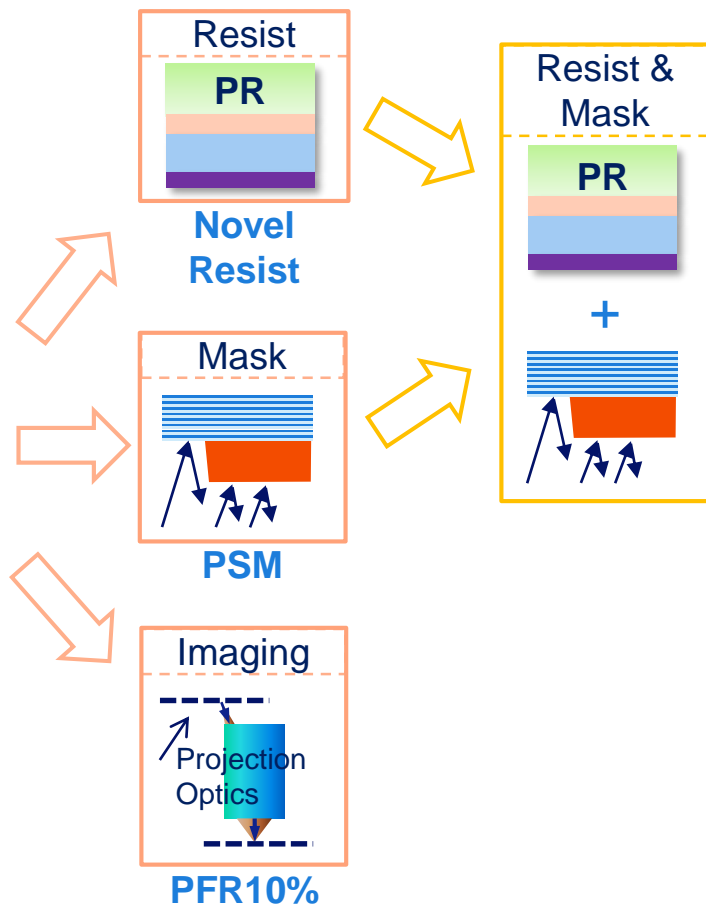 Resist
PR
Novel
Resist
Mask
PSM
Imaging
Projection
Optics
PFR10%
Resist &
Mask
PR
+